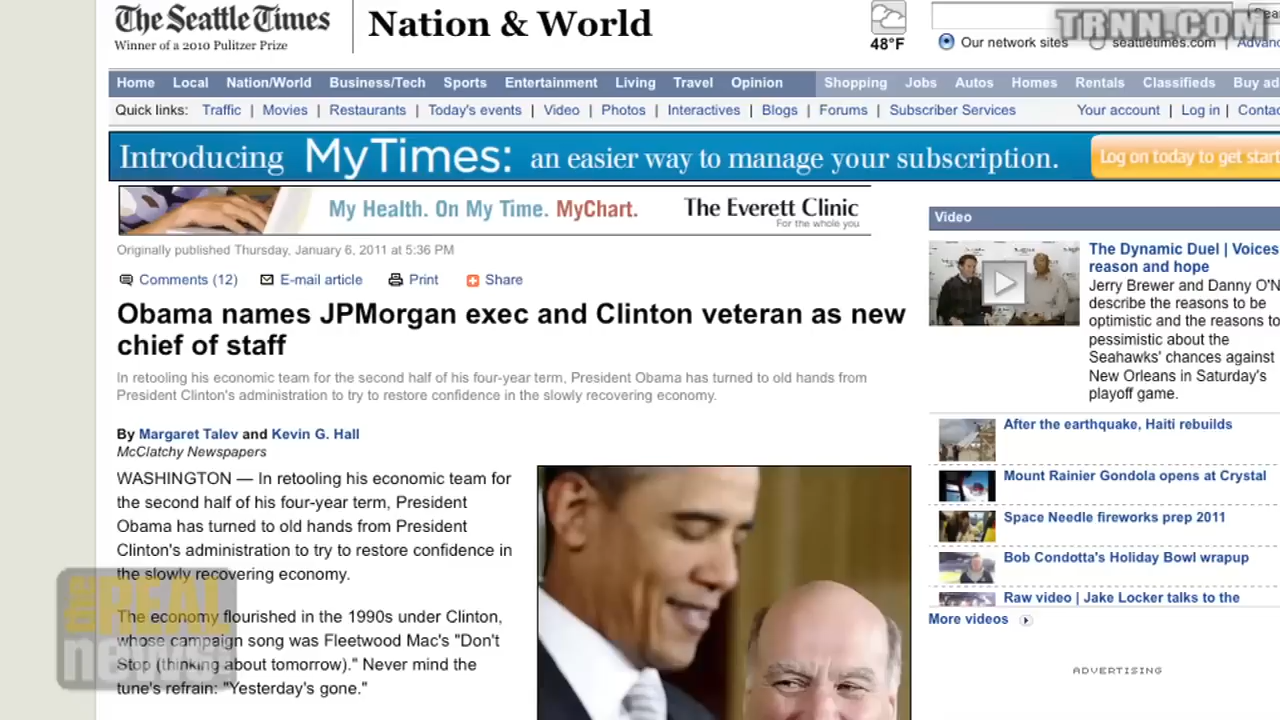 The Seattle Times
Winner of a 2010 Pulitzer Prize
Nation & World
48°F
Our network sites
seattletimes.com
TRNN.COM
Home Local Nation/World Business/Tech Sports Entertainment Living Travel Opinion Shopping Jobs Autos Homes Rentals Classifieds Buy ad
Quick links: Traffic | Movies | Restaurants | Today's events | Video | Photos | Interactives | Blogs | Forums | Subscriber Services Your account | Log in |
Introducing MyTimes: an easier way to manage your subscription.
Log on today to get start
My Health. On My Time. MyChart.
The Everett Clinic
For the whole you
Originally published Thursday, January 6, 2011 at 5:36 PM
Comments (12) E-mail article Print Share
Obama names JPMorgan exec and Clinton veteran as new
chief of staff
In retooling his economic team for the second half of his four-year term, President Obama has turned to old hands from
President Clinton's administration to try to restore confidence in the slowly recovering economy.
By Margaret Talev and Kevin G. Hall
McClatchy Newspapers
WASHINGTON — In retooling his economic team for
the second half of his four-year term, President
Obama has turned to old hands from President
Clinton's administration to try to restore confidence in
the slowly recovering economy.
The economy flourished in the 1990s under Clinton,
whose campaign song was Fleetwood Mac's "Don't
Stop (thinking about tomorrow)." Never mind the
tune's refrain: "Yesterday's gone."
the REAL
news
Video
The Dynamic Duel | Voices
reason and hope
Jerry Brewer and Danny O'N
describe the reasons to be
optimistic and the reasons to
pessimistic about the
Seahawks' chances against
New Orleans in Saturday's
playoff game.
After the earthquake, Haiti rebuilds
Mount Rainier Gondola opens at Crystal
Space Needle fireworks prep 2011
Bob Condotta's Holiday Bowl wrapup
Raw video | Jake Locker talks to the
More videos
ADVERTISING